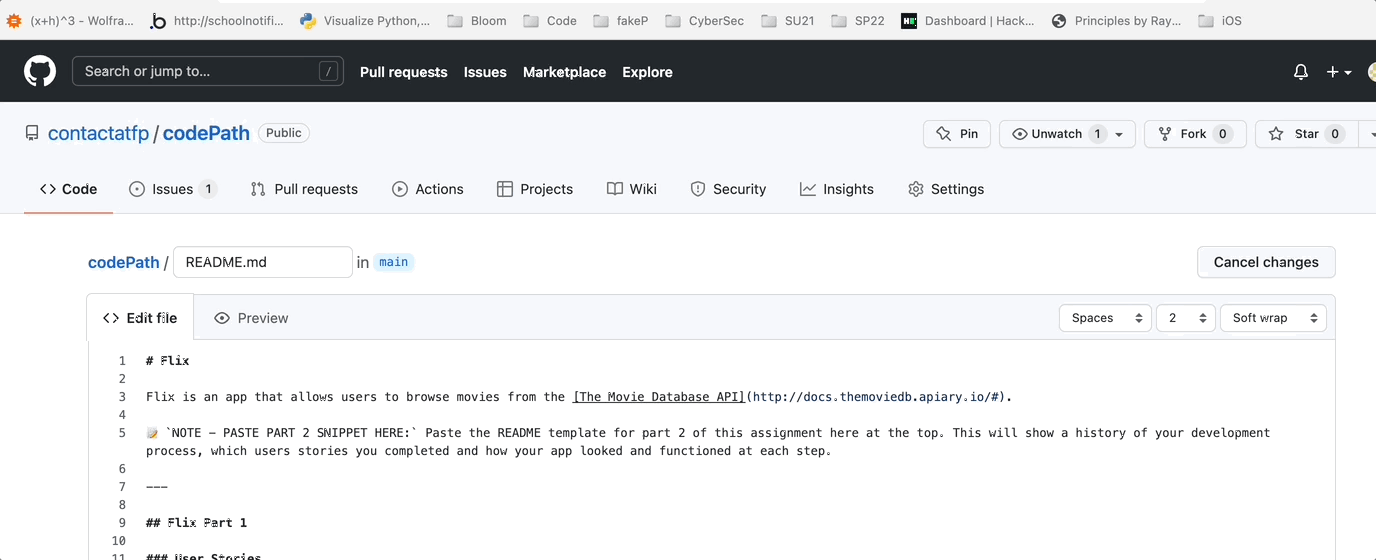 (x+h)^3 - Wolfra... http://schoolnotifi... Visualize Python,... Bloom Code fakeP CyberSec SU21 SP22 Dashboard | Hack... Principles by Ray,... iOS
Search or jump to... / Pull requests Issues Marketplace Explore
contactatfp / codePath Public Pin Unwatch 1 Fork 0 Star 0
Code Issues 1 Pull requests Actions Projects Wiki Security Insights Settings
codePath / README.md in main Cancel changes
Edit file Preview Spaces 2 Soft wrap
1 # Flix
2
3 Flix is an app that allows users to browse movies from the [The Movie Database API](http://docs.themoviedb.apiary.io/#).
4
5 📝 `NOTE - PASTE PART 2 SNIPPET HERE:` Paste the README template for part 2 of this assignment here at the top. This will show a history of your development
process, which users stories you completed and how your app looked and functioned at each step.
6
7 ---
8
9 ## Flix Part 1
10
11 ### User Stories